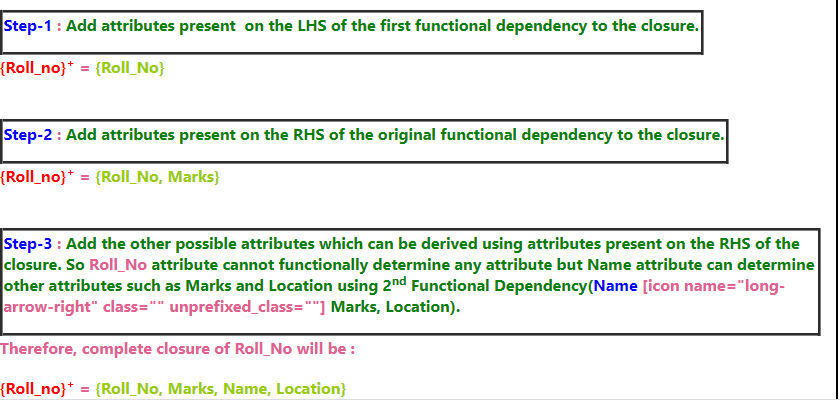 Step-1 : Add attributes present on the LHS of the first functional dependency to the closure.
{Roll_no}⁺ = {Roll_No}
Step-2 : Add attributes present on the RHS of the original functional dependency to the closure.
{Roll_no}⁺ = {Roll_No, Marks}
Step-3 : Add the other possible attributes which can be derived using attributes present on the RHS of the
closure. So Roll_No attribute cannot functionally determine any attribute but Name attribute can determine
other attributes such as Marks and Location using 2ⁿᵈ Functional Dependency(Name [icon name="long-
arrow-right" class="" unprefixed_class=""] Marks, Location).
Therefore, complete closure of Roll_No will be :
{Roll_no}⁺ = {Roll_No, Marks, Name, Location}